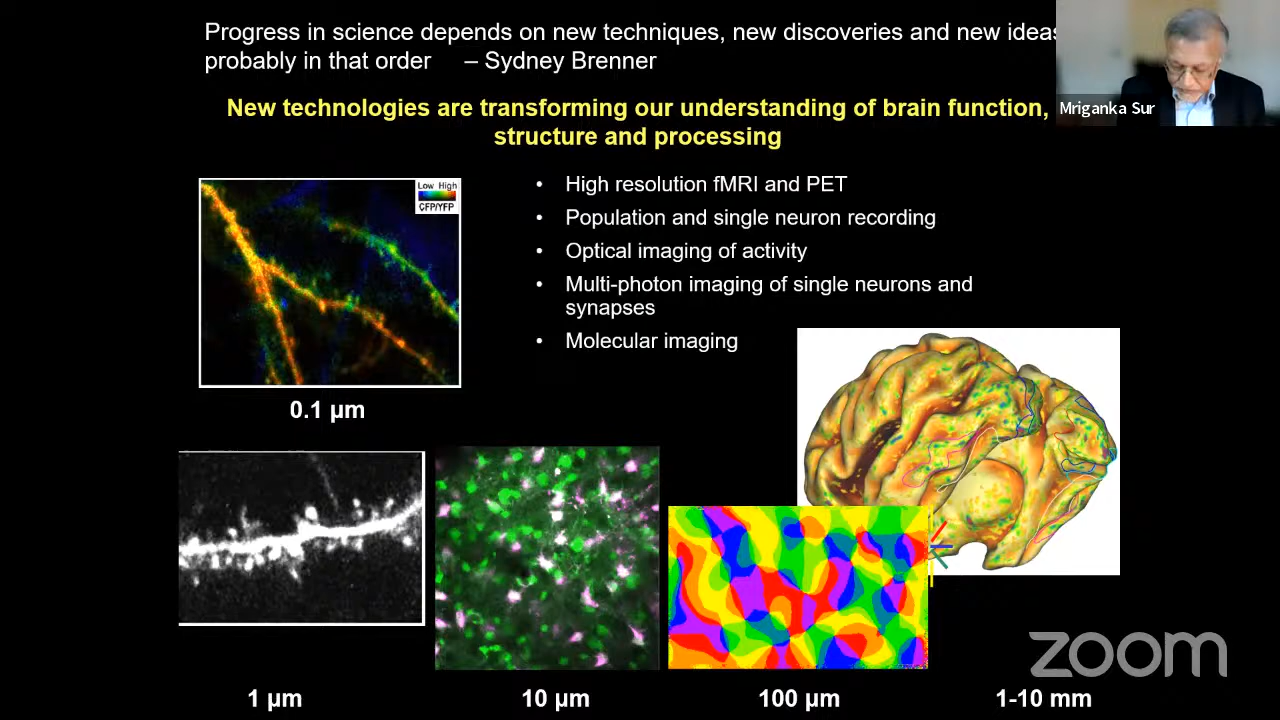 Progress in science depends on new techniques, new discoveries and new ideas
probably in that order – Sydney Brenner
Mriganka Sur
New technologies are transforming our understanding of brain function,
structure and processing
Low High
CFP/YFP
• High resolution fMRI and PET
• Population and single neuron recording
• Optical imaging of activity
• Multi-photon imaging of single neurons and
synapses
• Molecular imaging
0.1 µm
zoom
1 µm
10 µm
100 µm
1-10 mm